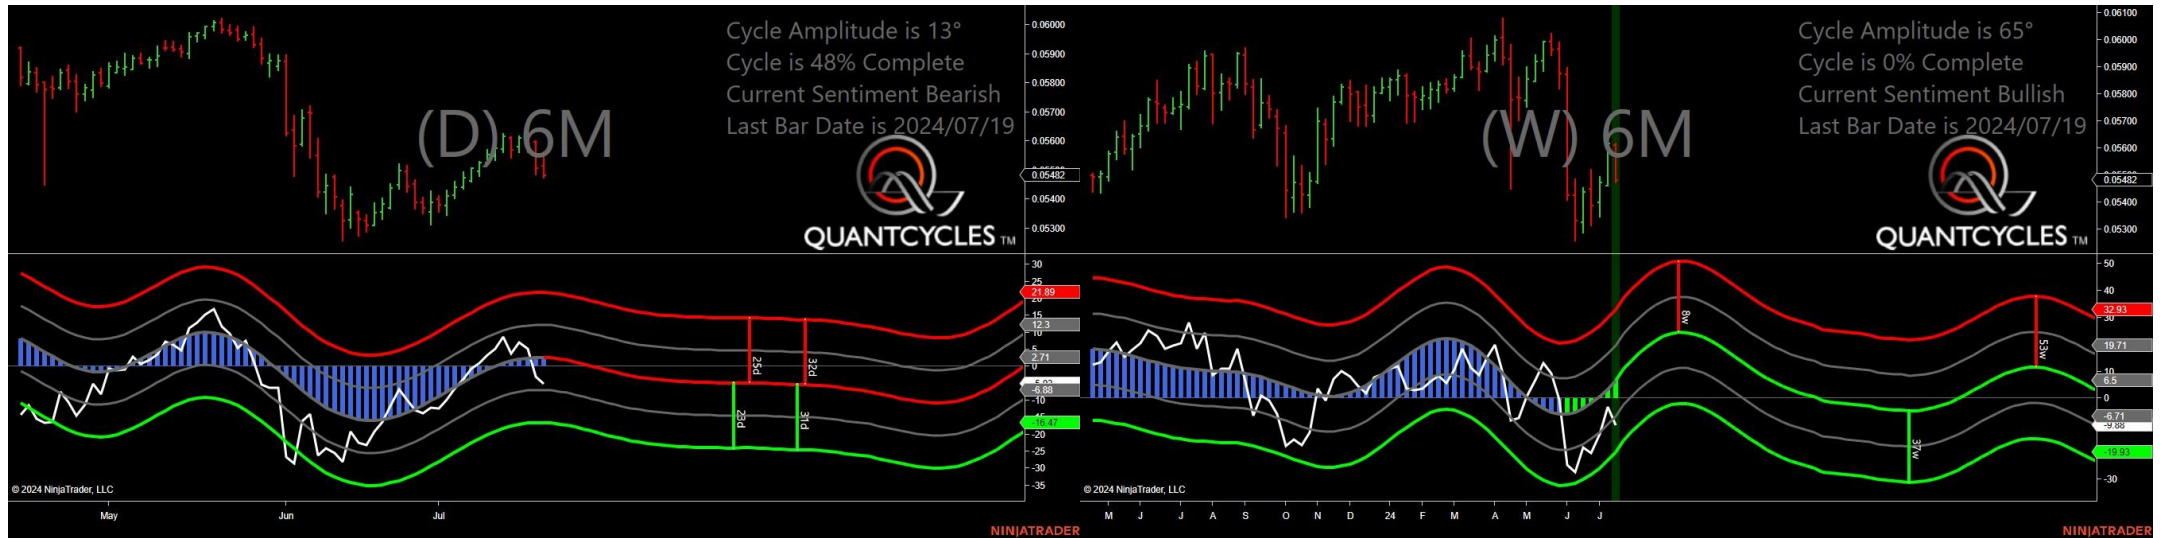 Cycle Amplitude is 13°
Cycle is 48% Complete
Current Sentiment Bearish
Last Bar Date is 2024/07/19
(D) 6M
QUANTCYCLES TM
0.06000
0.05900
0.05800
0.05700
0.05600
0.05482
0.05400
0.05300
30
25
21.89
15
12.3
10
5
2.71
0
-6.88
-10
-16.47
-20
-25
-30
-35
25d
32d
23d
31d
© 2024 NinjaTrader, LLC
May
Jun
Jul
NINJATRADER
Cycle Amplitude is 65°
Cycle is 0% Complete
Current Sentiment Bullish
Last Bar Date is 2024/07/19
(W) 6M
QUANTCYCLES TM
0.06100
0.06000
0.05900
0.05800
0.05700
0.05600
0.05482
0.05400
0.05300
50
40
32.93
30
19.71
10
6.5
0
-6.71
-9.88
-19.93
-30
8w
53w
37w
© 2024 NinjaTrader, LLC
M J J A S O N D 24 F M A M J J
NINJATRADER